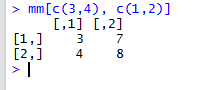 > mm[c(3,4), c(1,2)]
     [,1] [,2]
[1,]    3    7
[2,]    4    8
>